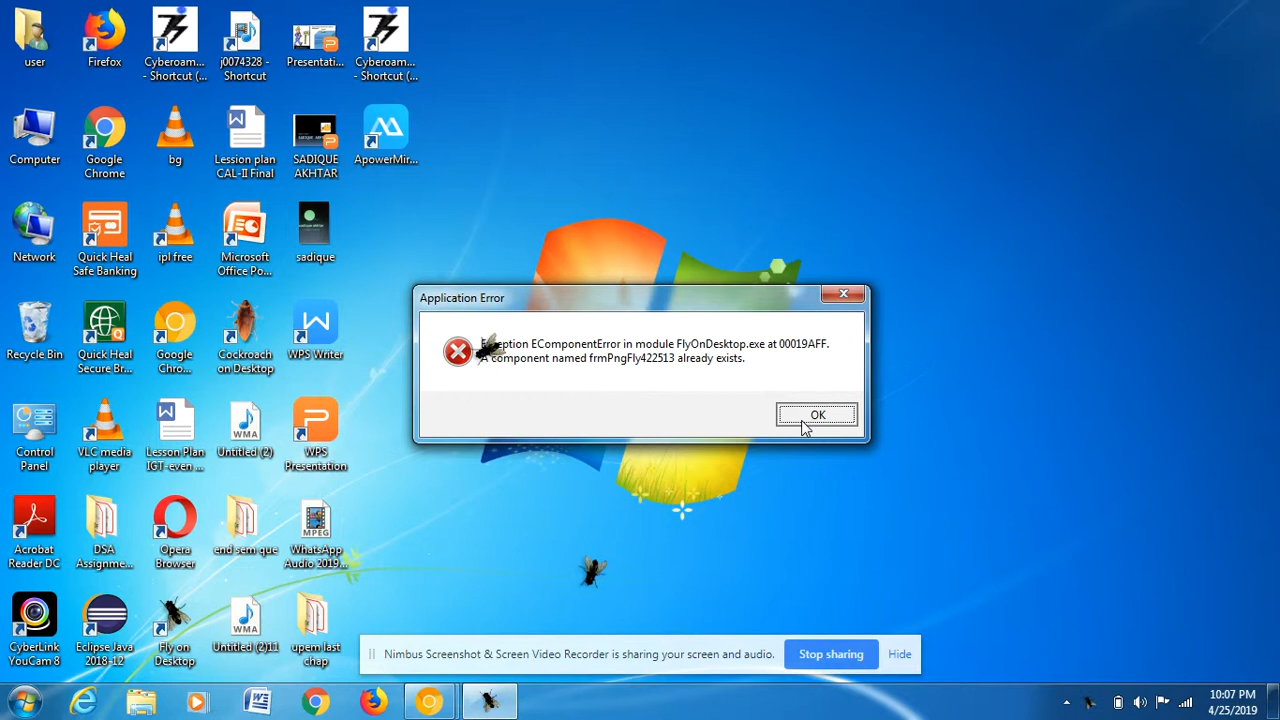 user
Firefox
Cyberoam...
- Shortcut (...
j0074328 -
Shortcut
Presentati...
Cyberoam...
- Shortcut (...
Computer
Google
Chrome
bg
Lession plan
CAL-II Final
SADIQUE
AKHTAR
ApowerMir...
Network
Quick Heal
Safe Banking
ipl free
Microsoft
Office Po...
sadique
Application Error
Exception EComponentError in module FlyOnDesktop.exe at 00019AFF.
A component named frmPngFly422513 already exists.
OK
Recycle Bin
Quick Heal
Secure Br...
Google
Chro...
Cockroach
on Desktop
WPS Writer
Control
Panel
VLC media
player
Lesson Plan
IGT-even ...
WMA
Untitled (2)
WPS
Presentation
Acrobat
Reader DC
DSA
Assignme...
Opera
Browser
end sem que
MPEG
WhatsApp
Audio 2019...
CyberLink
YouCam 8
Eclipse Java
2018-12
Fly on
Desktop
WMA
Untitled (2)11
upem last
chap
Nimbus Screenshot & Screen Video Recorder is sharing your screen and audio.
Stop sharing
Hide
10:07 PM
4/25/2019